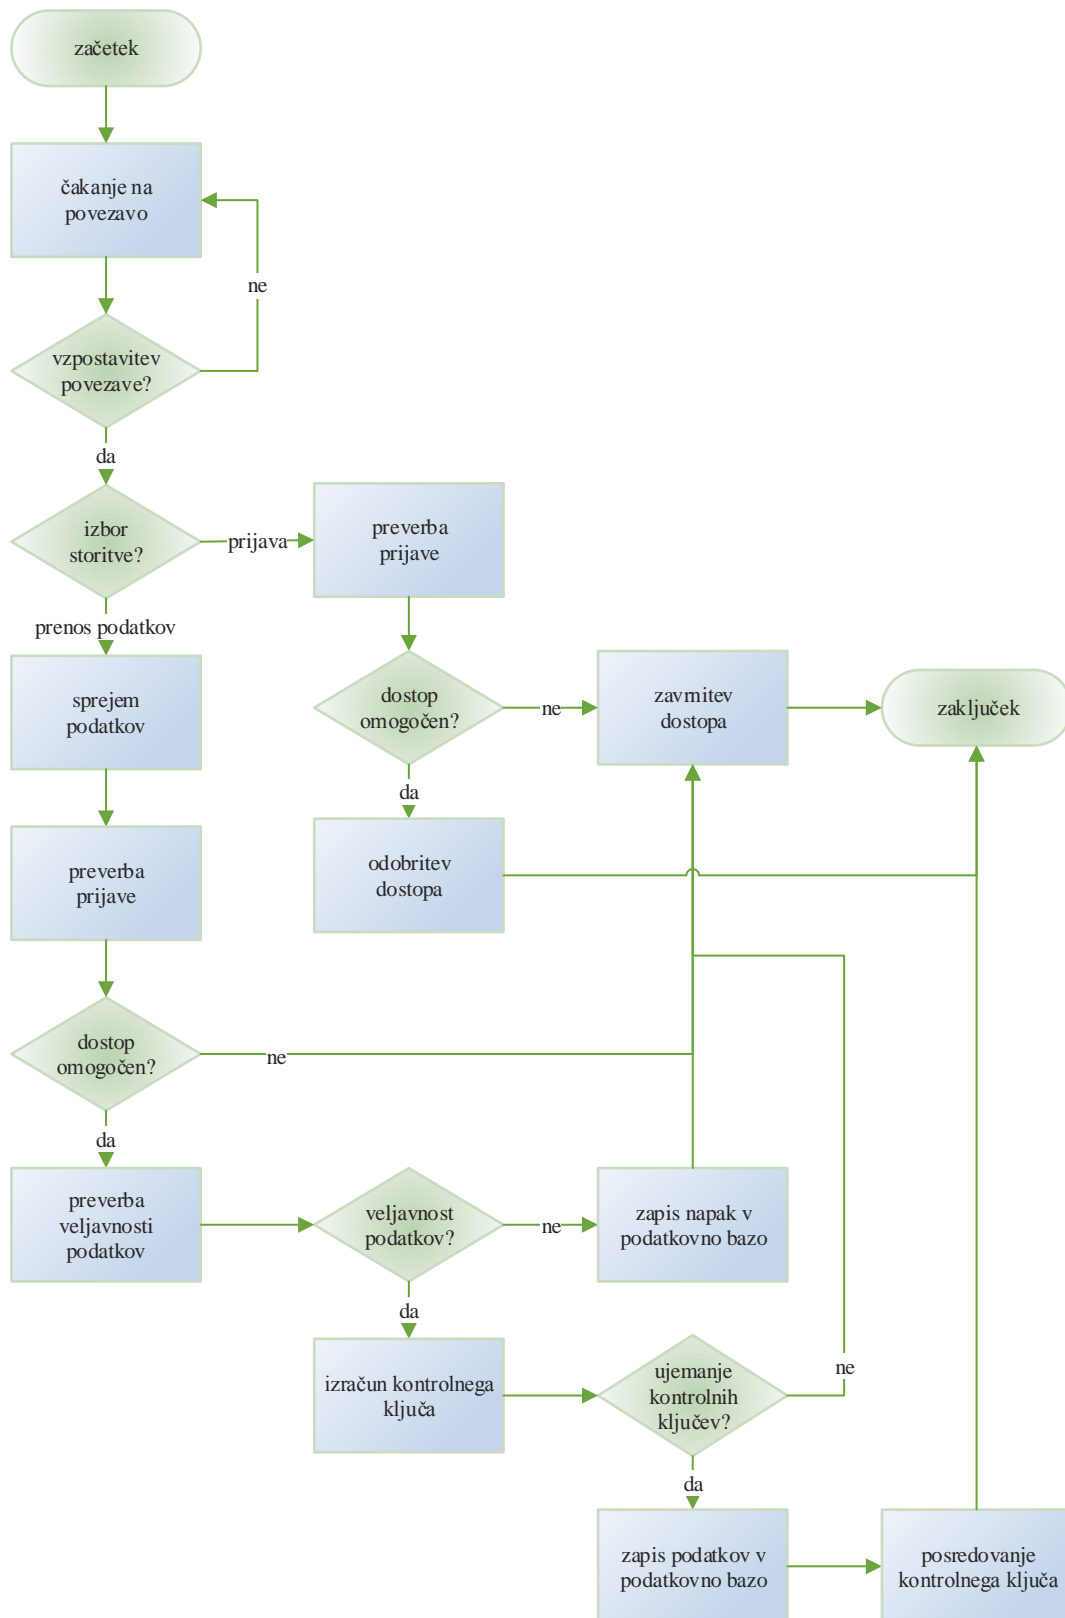 začetek
čakanje na
povezavo
ne
vzpostavitev
povezave?
da
izbor
storitve?
prijava
preverba
prijave
prenos podatkov
sprejem
podatkov
dostop
omogočen?
ne
zavrnitev
dostopa
zaključek
da
odobritev
dostopa
preverba
prijave
dostop
omogočen?
ne
da
preverba
veljavnosti
podatkov
veljavnost
podatkov?
ne
zapis napak v
podatkovno bazo
da
izračun kontrolnega
ključa
ujemanje
kontrolnih
ključev?
ne
da
zapis podatkov v
podatkovno bazo
posredovanje
kontrolnega ključa